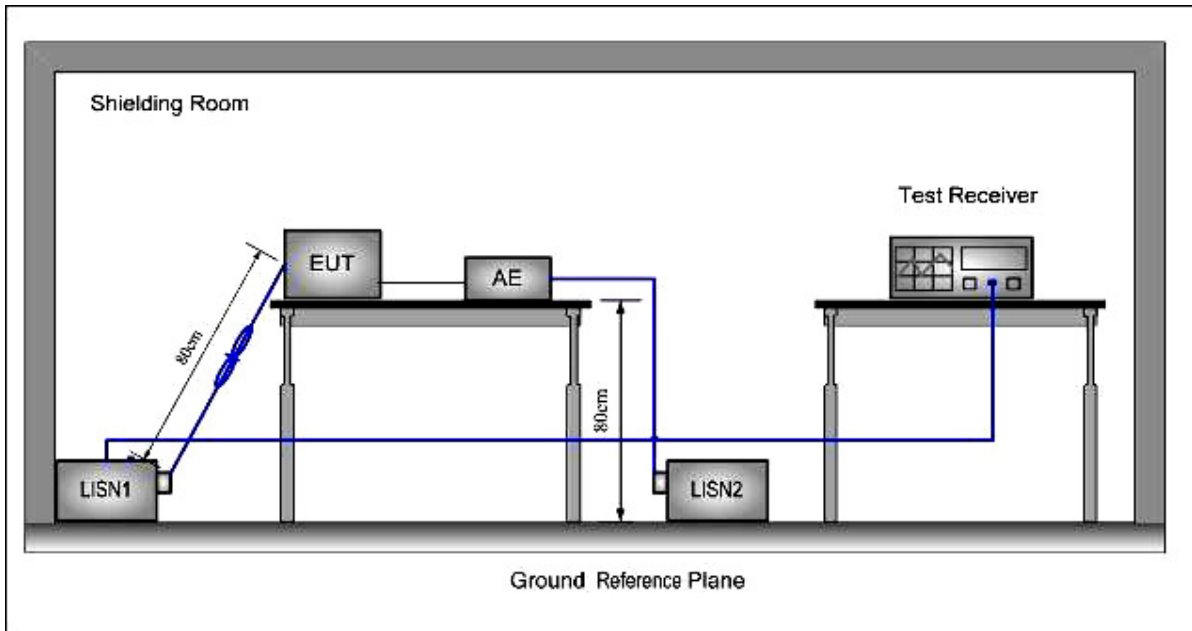 Shielding Room
Test Receiver
EUT
AE
80cm
80cm
LISN1
LISN2
Ground Reference Plane